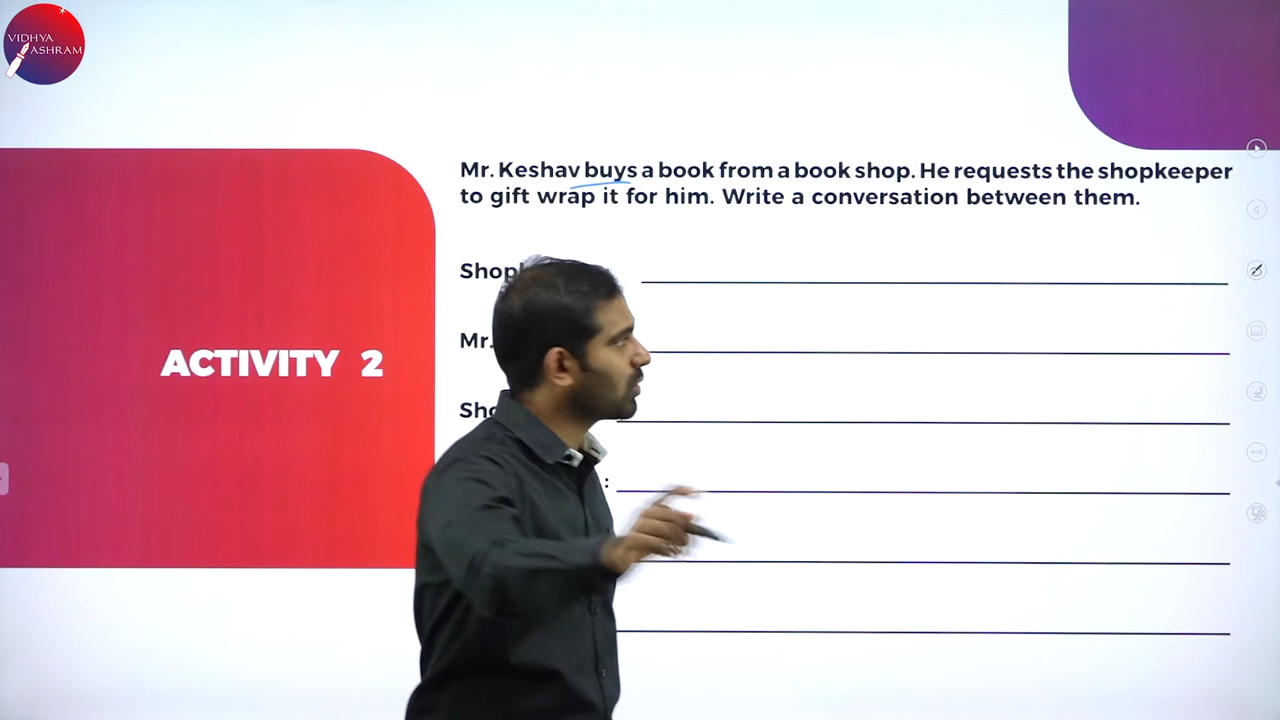 VIDHYA
ASHRAM
Mr. Keshav buys a book from a book shop. He requests the shopkeeper
to gift wrap it for him. Write a conversation between them.
Mr.
ACTIVITY 2
: